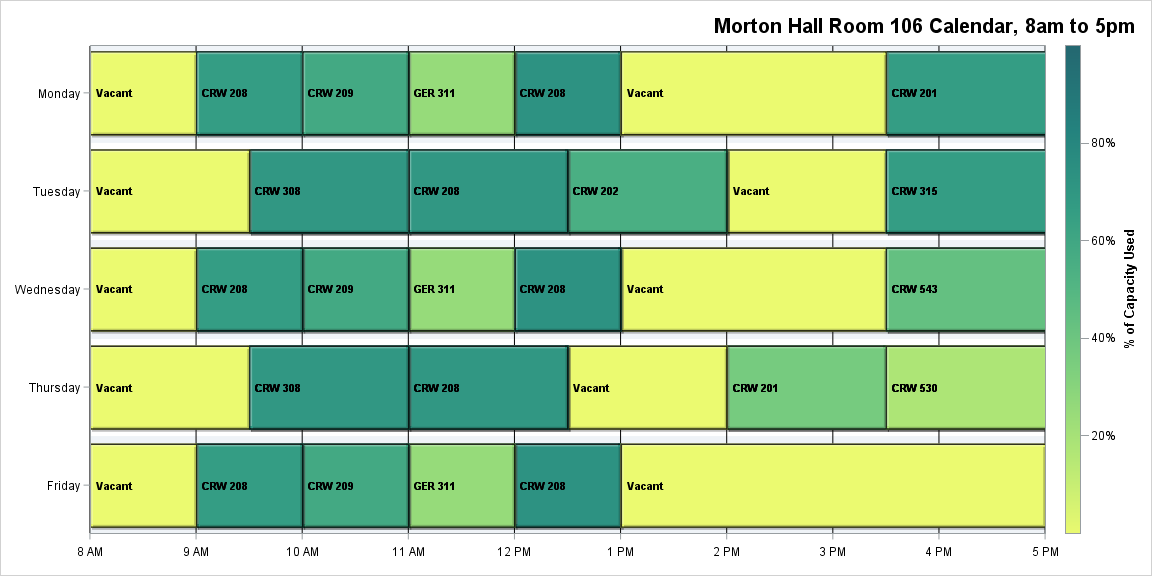 Morton Hall Room 106 Calendar, 8am to 5pm
Monday
Vacant
CRW 208
CRW 209
GER 311
CRW 208
Vacant
CRW 201
Tuesday
Vacant
CRW 308
CRW 208
CRW 202
Vacant
CRW 315
Wednesday
Vacant
CRW 208
CRW 209
GER 311
CRW 208
Vacant
CRW 543
Thursday
Vacant
CRW 308
CRW 208
Vacant
CRW 201
CRW 530
Friday
Vacant
CRW 208
CRW 209
GER 311
CRW 208
Vacant
8 AM
9 AM
10 AM
11 AM
12 PM
1 PM
2 PM
3 PM
4 PM
5 PM
80%
60%
40%
20%
% of Capacity Used